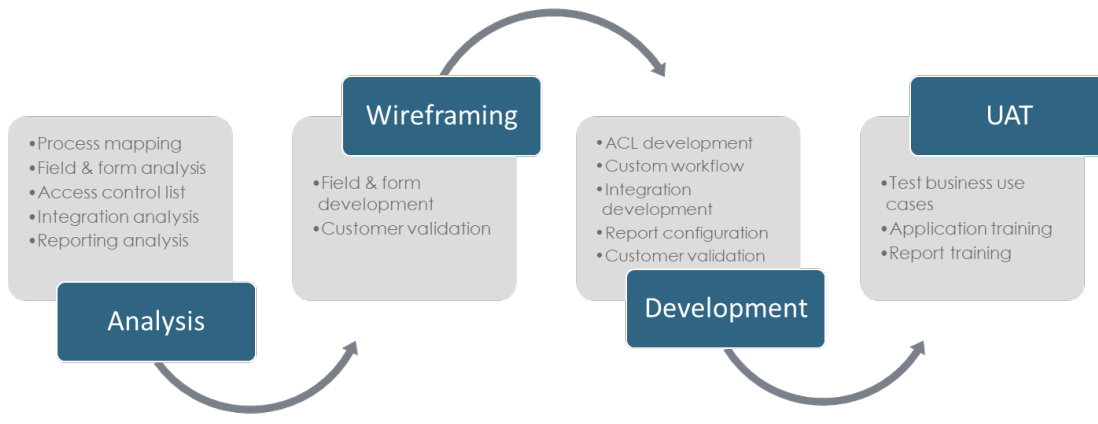 •Process mapping
•Field & form analysis
•Access control list
•Integration analysis
•Reporting analysis
Analysis
Wireframing
•Field & form
development
•Customer validation
•ACL development
•Custom workflow
•Integration
development
•Report configuration
•Customer validation
Development
UAT
•Test business use
cases
•Application training
•Report training